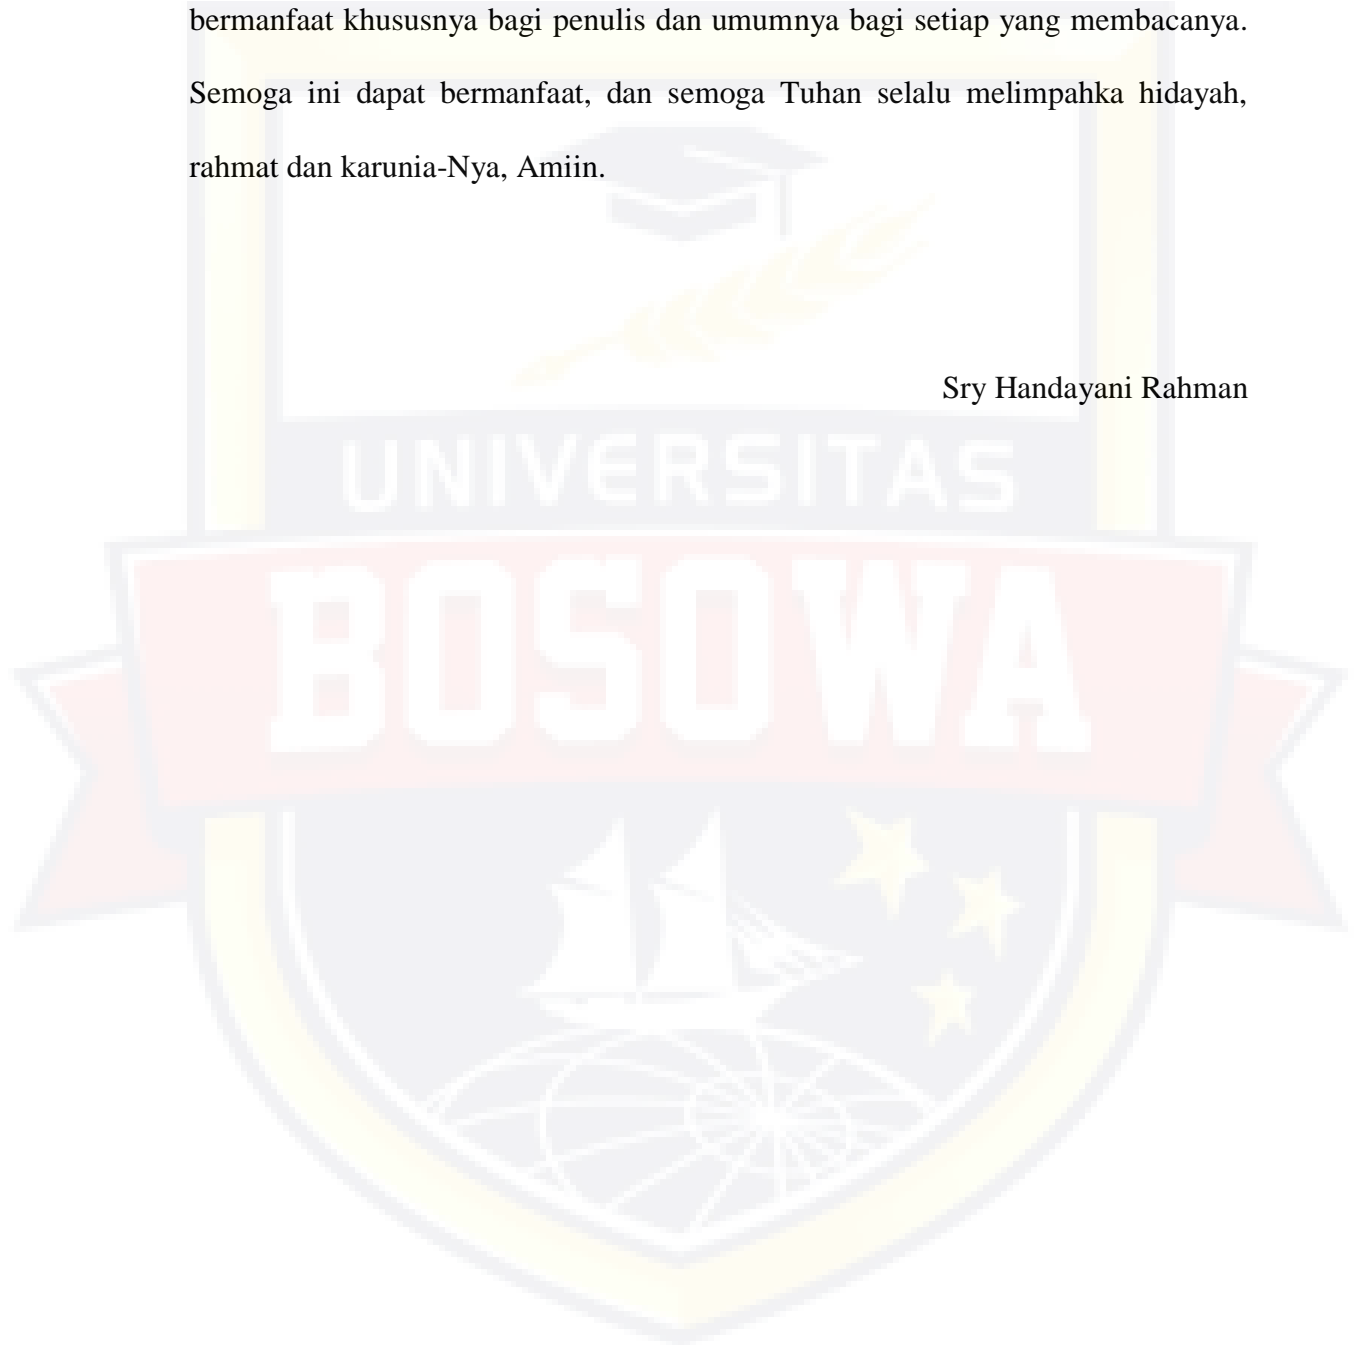 bermanfaat khususnya bagi penulis dan umumnya bagi setiap yang membacanya.
Semoga ini dapat bermanfaat, dan semoga Tuhan selalu melimpahka hidayah,
rahmat dan karunia-Nya, Amiin.
Sry Handayani Rahman
UNIVERSITAS
BOSOWA